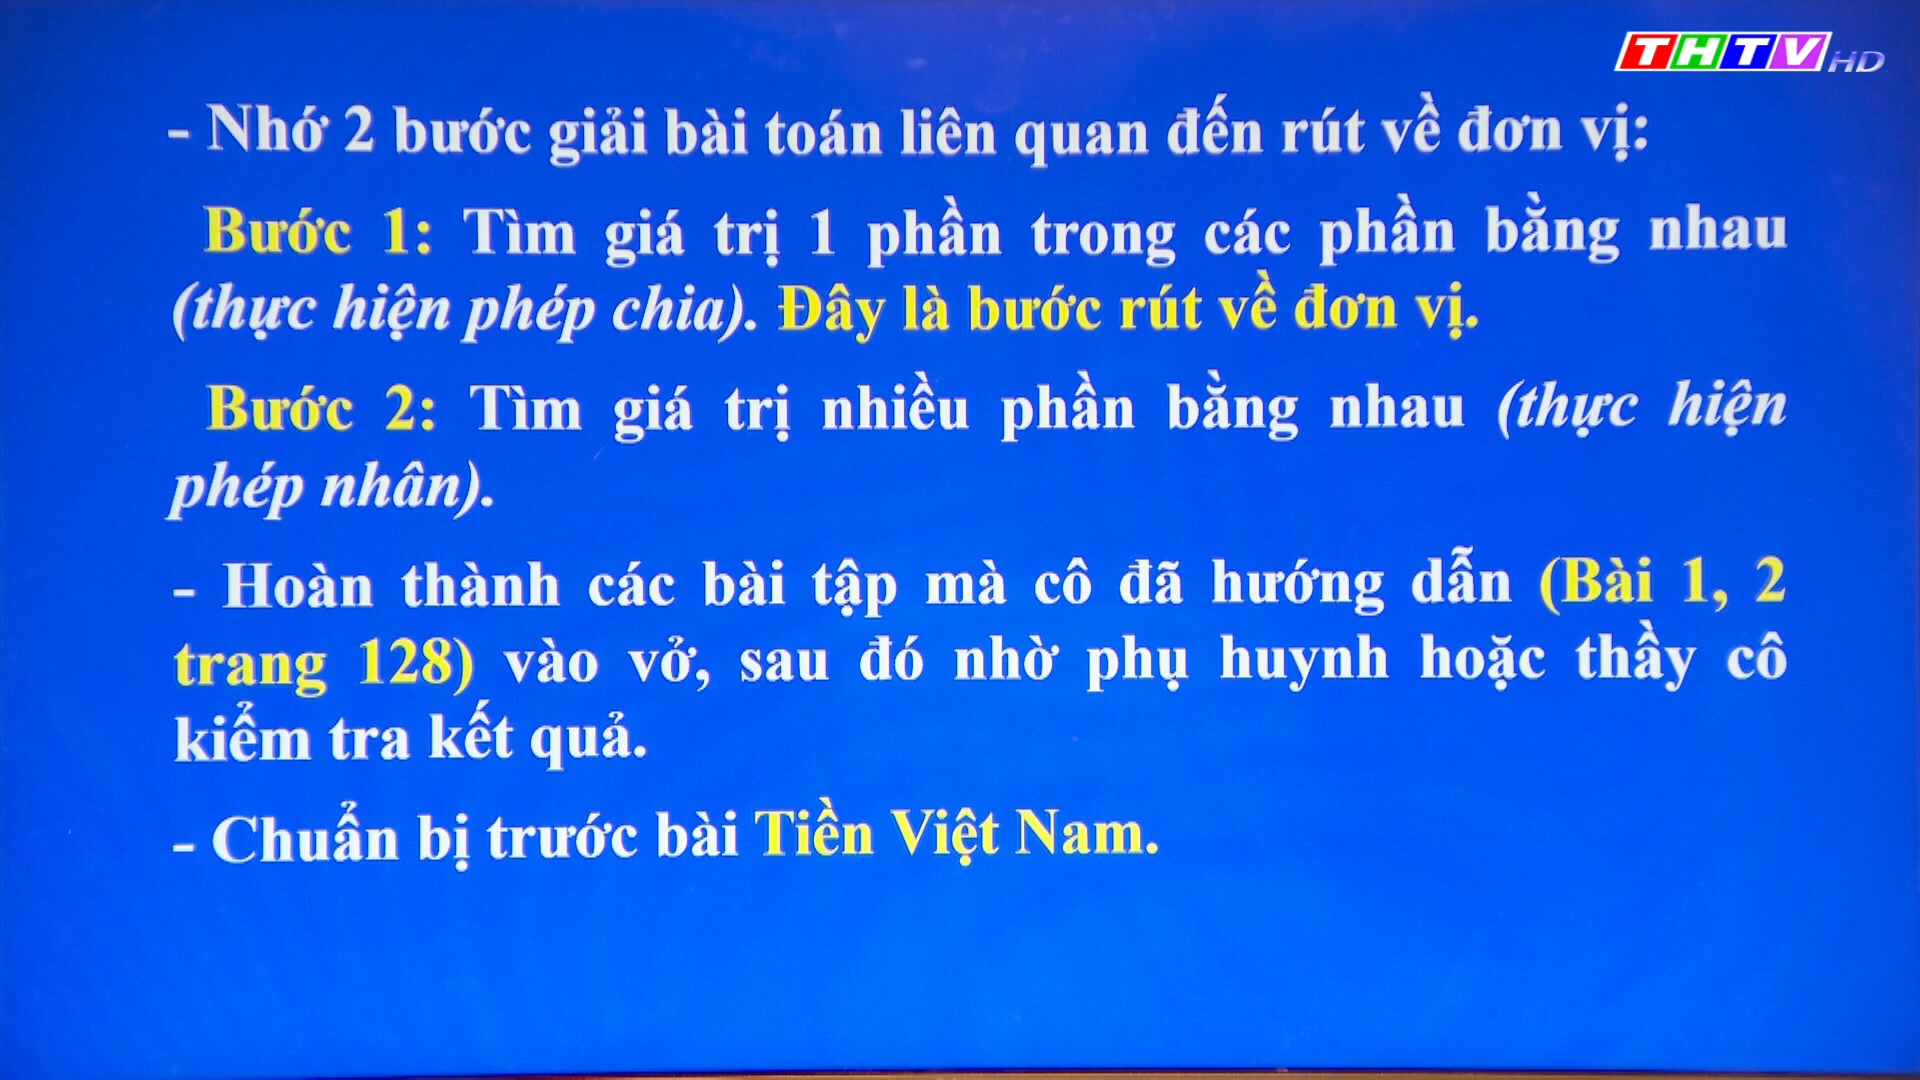 THTV HD
- Nhớ 2 bước giải bài toán liên quan đến rút về đơn vị:
Bước 1: Tìm giá trị 1 phần trong các phần bằng nhau
(thực hiện phép chia). Đây là bước rút về đơn vị.
Bước 2: Tìm giá trị nhiều phần bằng nhau (thực hiện
phép nhân).
- Hoàn thành các bài tập mà cô đã hướng dẫn (Bài 1, 2
trang 128) vào vở, sau đó nhờ phụ huynh hoặc thầy cô
kiểm tra kết quả.
- Chuẩn bị trước bài Tiền Việt Nam.